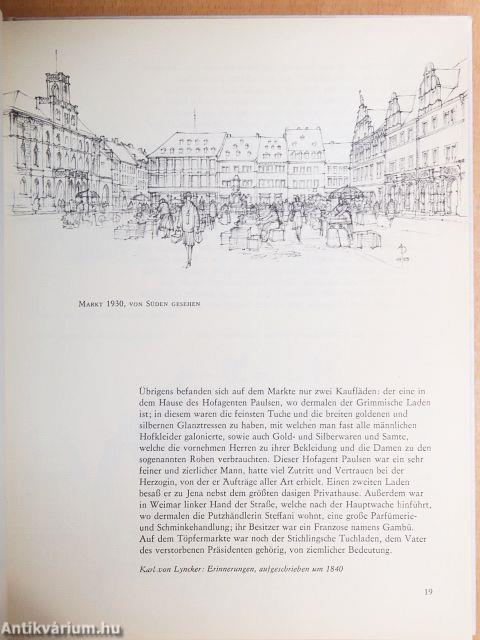 MARKT 1930, VON SÜDEN GESEHEN
Übrigens befanden sich auf dem Markte nur zwei Kaufläden: der eine in
dem Hause des Hofagenten Paulsen, wo dermalen der Grimmische Laden
ist; in diesem waren die feinsten Tuche und die breiten goldenen und
silbernen Glanztressen zu haben, mit welchen man fast alle männlichen
Hofkleider galonierte, sowie auch Gold- und Silberwaren und Samte,
welche die vornehmen Herren zu ihrer Bekleidung und die Damen zu den
sogenannten Roben verbrauchten. Dieser Hofagent Paulsen war ein sehr
feiner und zierlicher Mann, hatte viel Zutritt und Vertrauen bei der
Herzogin, von der er Aufträge aller Art erhielt. Einen zweiten Laden
besaß er zu Jena nebst dem größten dasigen Privathause. Außerdem war
in Weimar linker Hand der Straße, welche nach der Hauptwache hinführt,
wo dermalen die Putzhändlerin Steffani wohnt, eine große Parfümerie-
und Schminkehandlung; ihr Besitzer war ein Franzose namens Gambü.
Auf dem Töpfermarkte war noch der Stichlingsche Tuchladen, dem Vater
des verstorbenen Präsidenten gehörig, von ziemlicher Bedeutung.
Karl von Lyncker: Erinnerungen, aufgeschrieben um 1840
19
Antikvárium.hu